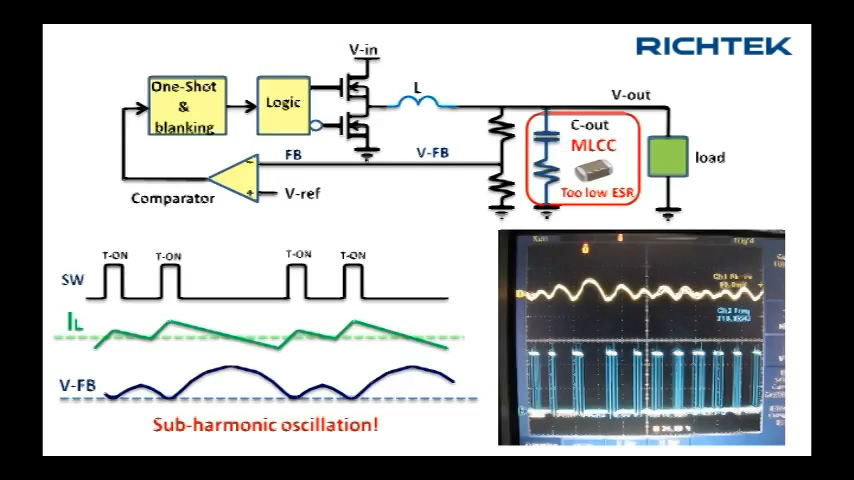 RICHTEK
V-in
One-Shot
&
blanking
Logic
L
V-out
C-out
MLCC
Too low ESR
load
FB
V-FB
V-ref
Comparator
T-ON
T-ON
T-ON
T-ON
SW
IL
V-FB
Sub-harmonic oscillation!